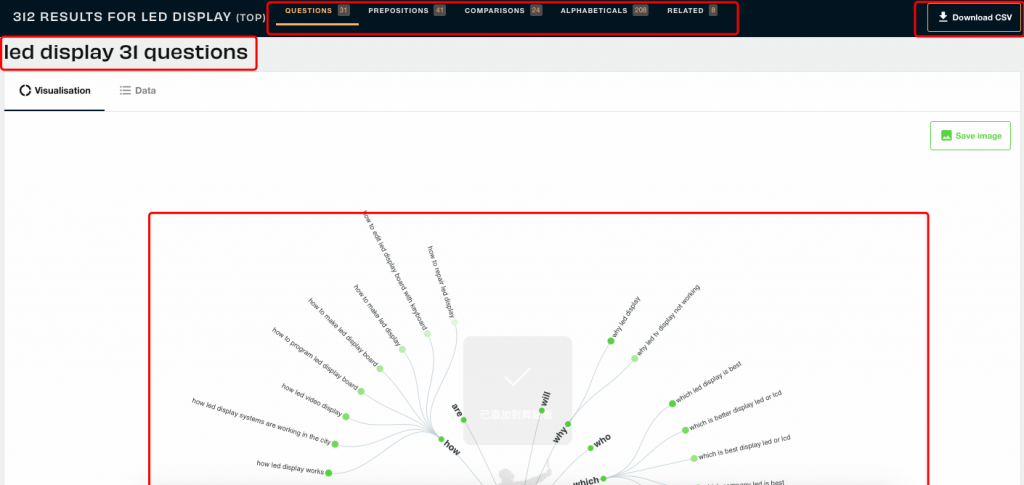 312 RESULTS FOR LED DISPLAY (TOP)
QUESTIONS 31
PREPOSITIONS 41
COMPARISONS 24
ALPHABETICALS 208
RELATED 8
Download CSV
led display 31 questions
Visualisation
Data
Save image
how to edit led display board with keyboard
how to repair led display
how to make led display
how to make led display board
how to program led display board
how led video display
how led display systems are working in the city
how led display works
how
are
will
why
why led display
why led tv display not working
who
which
which led display is best
which is better display led or lcd
which is best display led or lcd
company led is best
已添加到剪